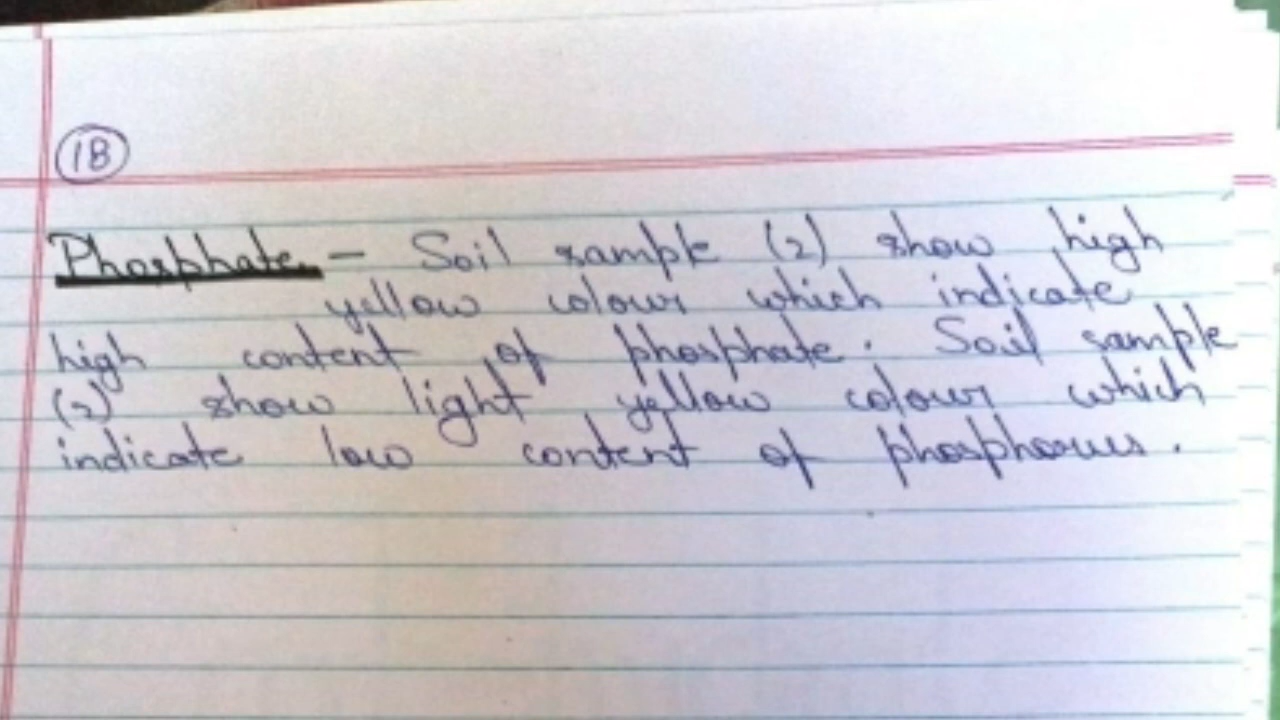 18
Phosphate - Soil sample (2) show high
yellow colour which indicate
high content of phosphate. Soil sample
(2) show light yellow colour which
indicate low content of phosphorus.